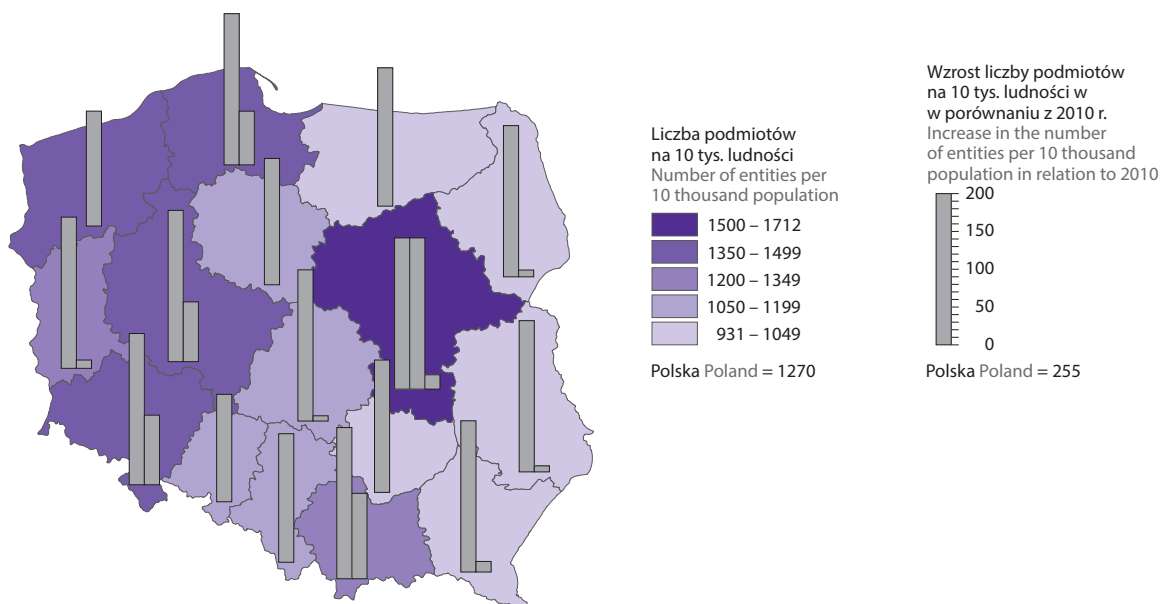 Liczba podmiotów
na 10 tys. ludności
Number of entities per
10 thousand population
1500 – 1712
1350 – 1499
1200 – 1349
1050 – 1199
931 – 1049
Polska Poland = 1270
Wzrost liczby podmiotów
na 10 tys. ludności w
w porównaniu z 2010 r.
Increase in the number
of entities per 10 thousand
population in relation to 2010
200
150
100
50
0
Polska Poland = 255